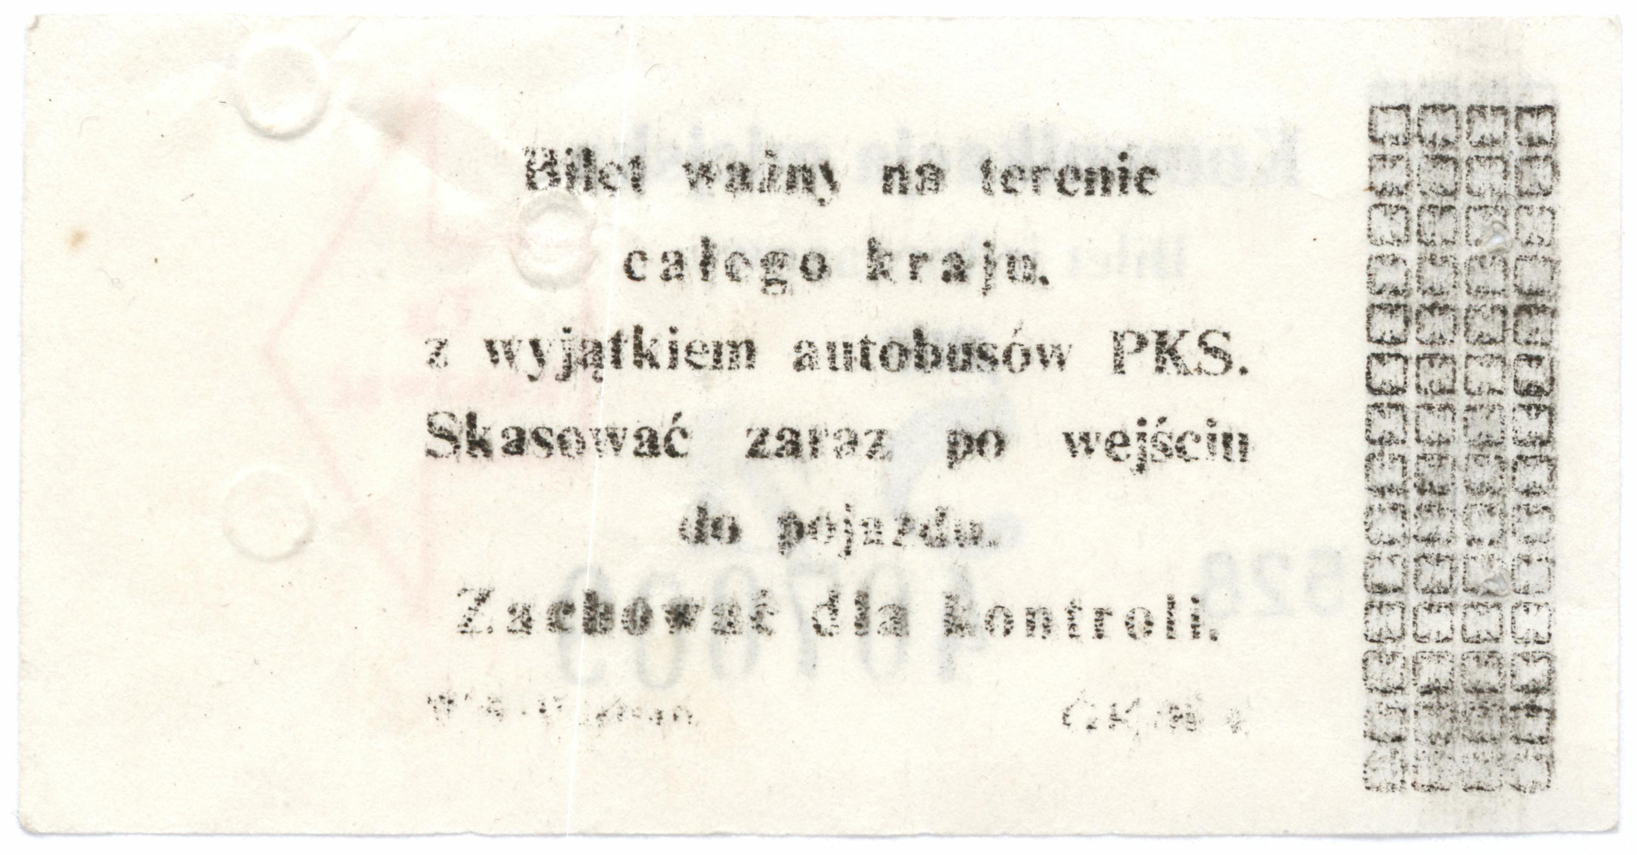 Bilet ważny na terenie
całego kraju.
z wyjątkiem autobusów PKS.
Skasować zaraz po wejściu
do pojazdu.
Zachować dla kontroli.